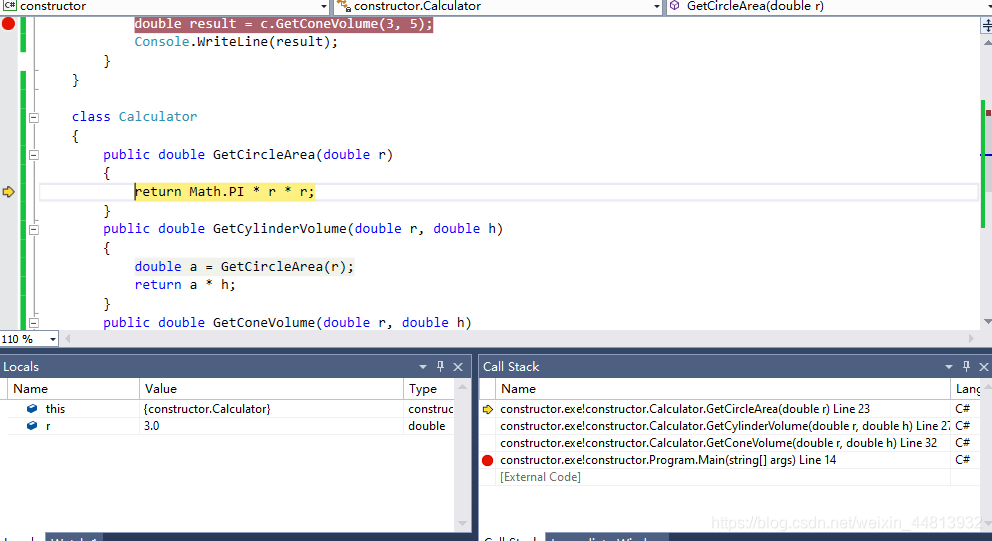 C# constructor constructor.Calculator GetCircleArea(double r)
double result = c.GetConeVolume(3, 5);
Console.WriteLine(result);
}
}
class Calculator
{
public double GetCircleArea(double r)
{
return Math.PI * r * r;
}
public double GetCylinderVolume(double r, double h)
{
double a = GetCircleArea(r);
return a * h;
}
public double GetConeVolume(double r, double h)
110 %
Locals
Name Value Type
this {constructor.Calculator} construc
r 3.0 double
Call Stack
Name Lang
constructor.exe!constructor.Calculator.GetCircleArea(double r) Line 23 C#
constructor.exe!constructor.Calculator.GetCylinderVolume(double r, double h) Line 27 C#
constructor.exe!constructor.Calculator.GetConeVolume(double r, double h) Line 32 C#
constructor.exe!constructor.Program.Main(string[] args) Line 14 C#
[External Code]
https://blog.csdn.net/weixin_44813932